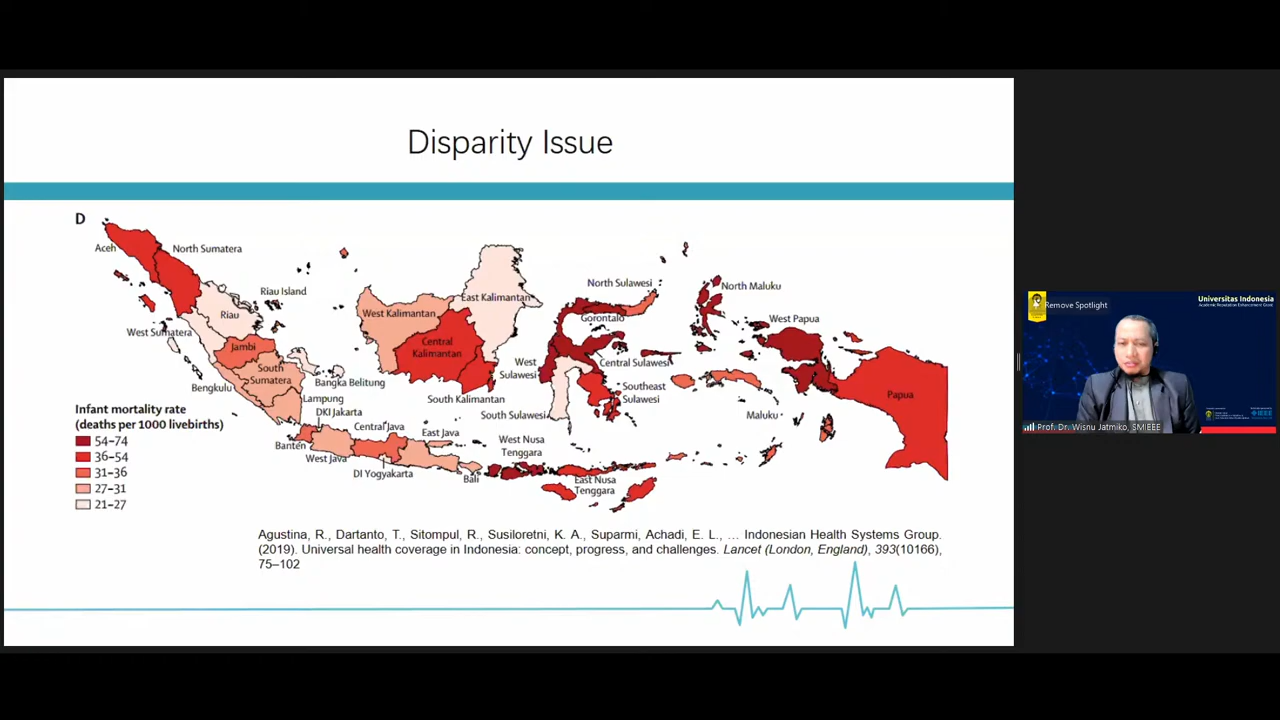 Disparity Issue
D
Aceh
North Sumatera
Riau Island
Riau
West Sumatera
Jambi
South
Sumatera
Bengkulu
Bangka Belitung
Lampung
DKI Jakarta
Banten
West Java
Central Java
DI Yogyakarta
East Java
Bali
West Kalimantan
Central
Kalimantan
East Kalimantan
South Kalimantan
North Sulawesi
Gorontalo
West
Sulawesi
Central Sulawesi
Southeast
Sulawesi
South Sulawesi
West Nusa
Tenggara
East Nusa
Tenggara
North Maluku
Maluku
West Papua
Papua
Infant mortality rate
(deaths per 1000 livebirths)
54–74
36–54
31–36
27–31
21–27
Agustina, R., Dartanto, T., Sitompul, R., Susiloretni, K. A., Suparmi, Achadi, E. L., … Indonesian Health Systems Group.
(2019). Universal health coverage in Indonesia: concept, progress, and challenges. Lancet (London, England), 393(10166),
75–102
Remove Spotlight
Universitas Indonesia
IEEE
Prof. Dr. Wisnu Jatmiko, SMIEEE